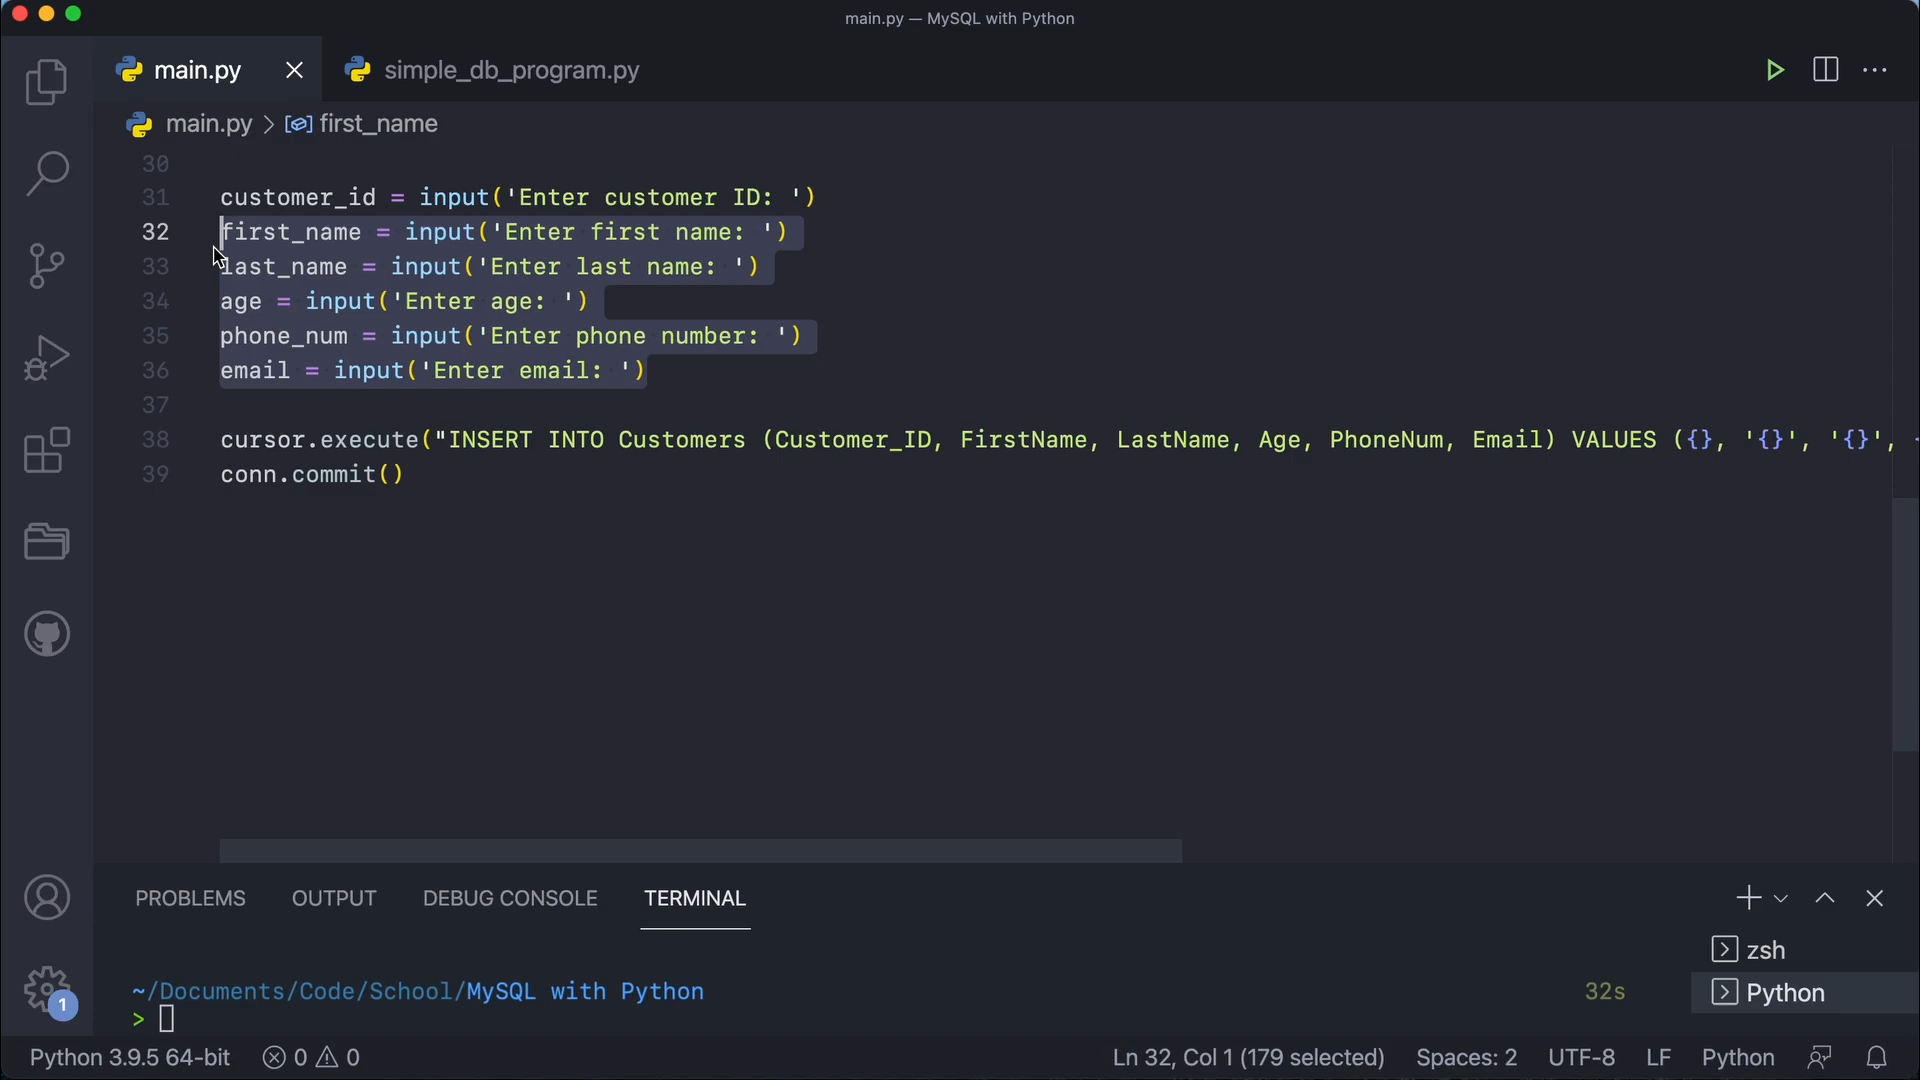 main.py — MySQL with Python
main.py
simple_db_program.py
main.py > first_name
30
31 customer_id = input('Enter customer ID: ')
32 first_name = input('Enter first name: ')
33 last_name = input('Enter last name: ')
34 age = input('Enter age: ')
35 phone_num = input('Enter phone number: ')
36 email = input('Enter email: ')
37
38 cursor.execute("INSERT INTO Customers (Customer_ID, FirstName, LastName, Age, PhoneNum, Email) VALUES ({}, '{}', '{}',
39 conn.commit()
PROBLEMS OUTPUT DEBUG CONSOLE TERMINAL
zsh
~/Documents/Code/School/MySQL with Python 32s
Python
>
1
Python 3.9.5 64-bit 0 0 Ln 32, Col 1 (179 selected) Spaces: 2 UTF-8 LF Python